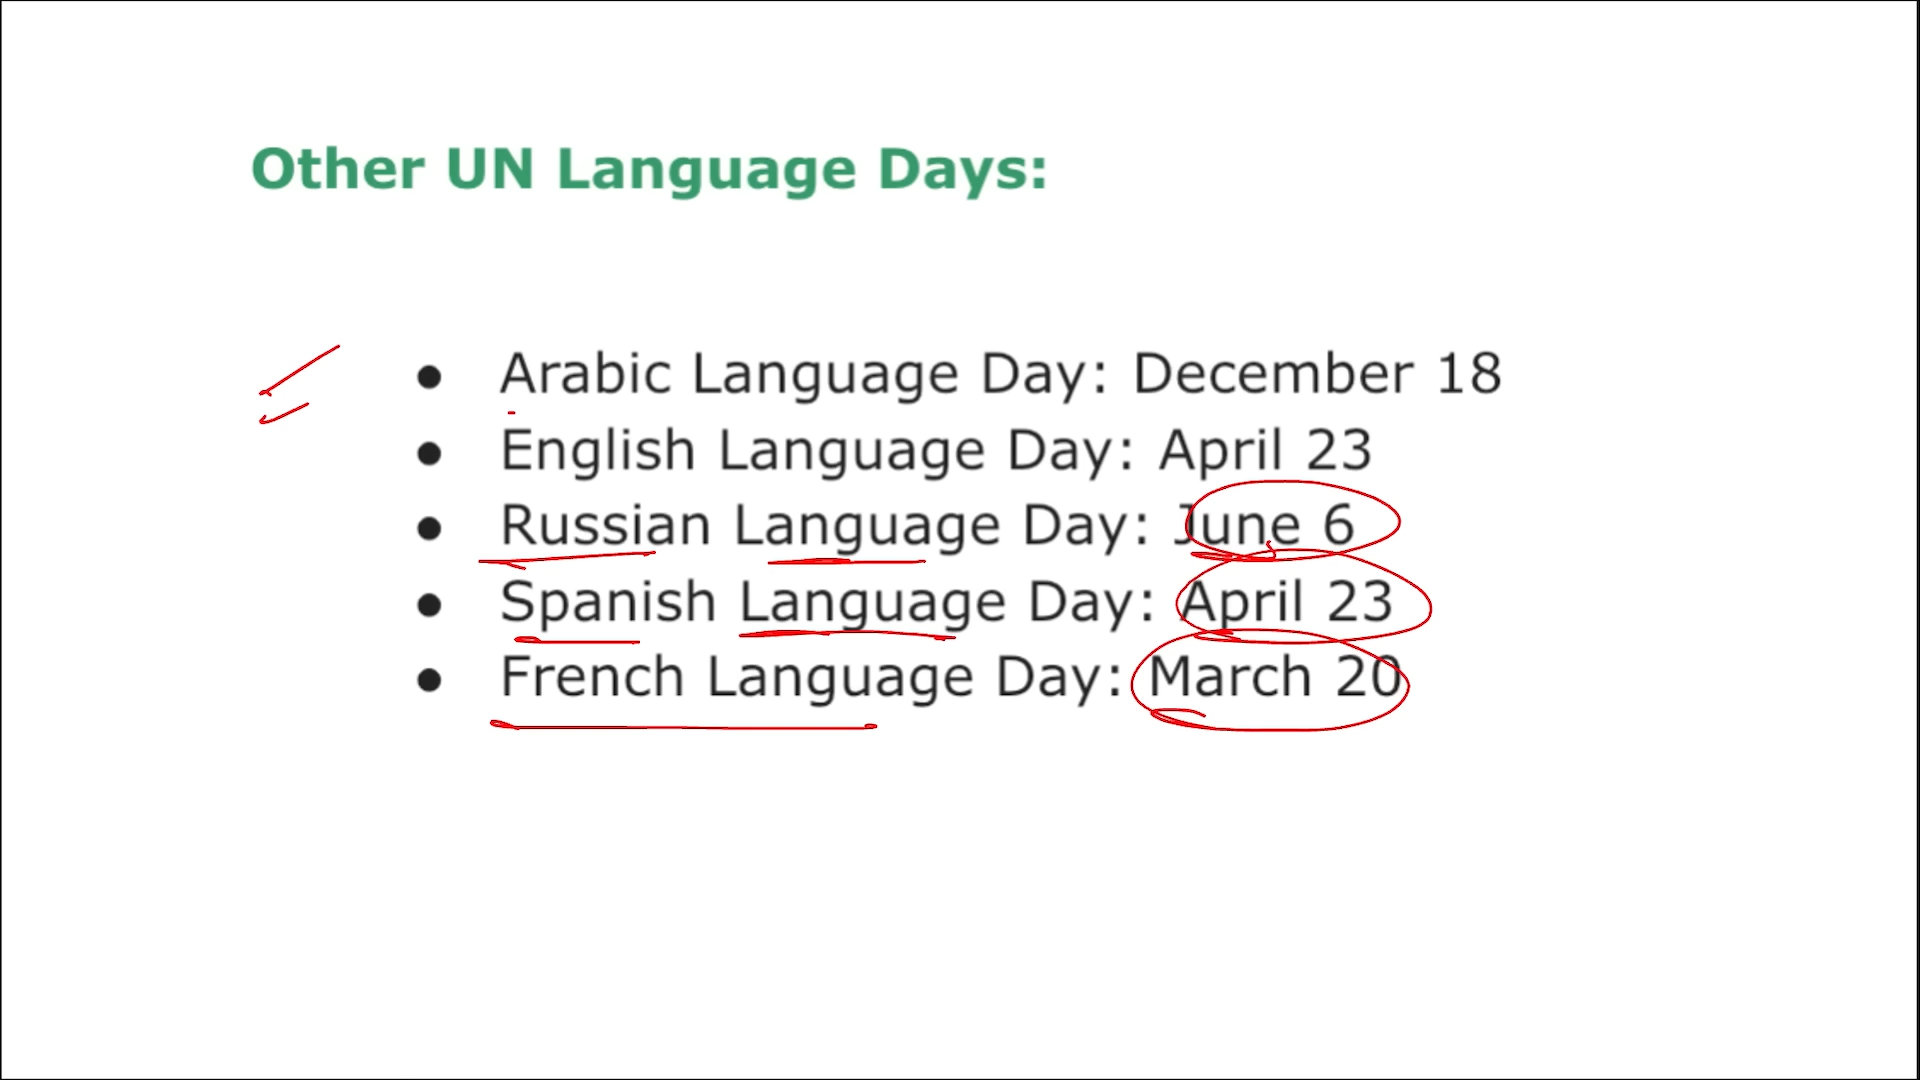 Other UN Language Days:
● Arabic Language Day: December 18
● English Language Day: April 23
● Russian Language Day: June 6
● Spanish Language Day: April 23
● French Language Day: March 20